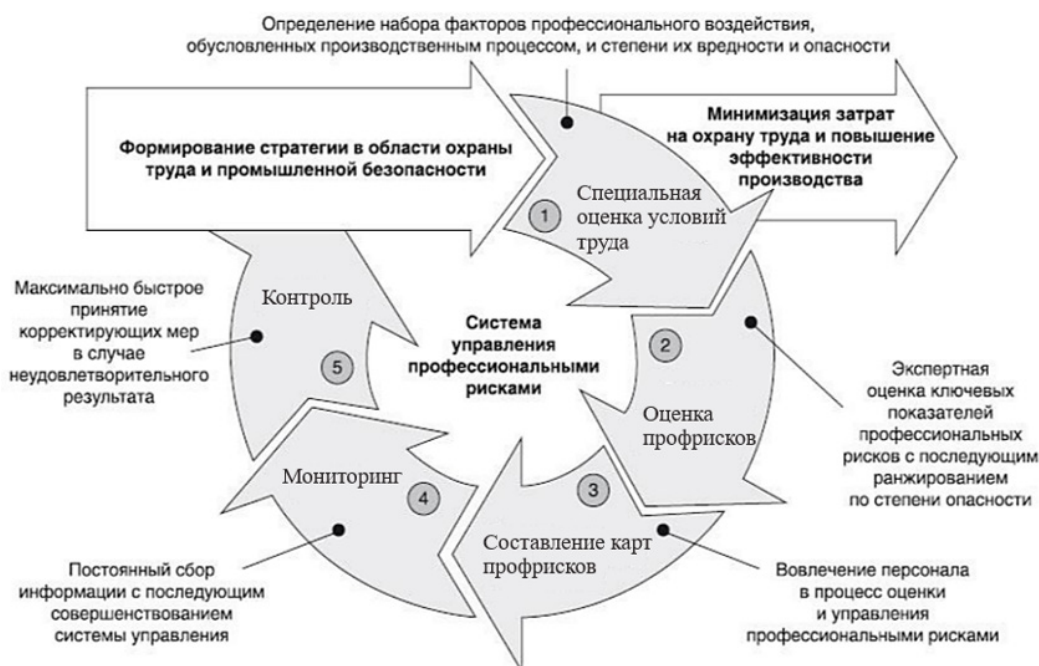 Определение набора факторов профессионального воздействия,
обусловленных производственным процессом, и степени их вредности и опасности
Формирование стратегии в области охраны
труда и промышленной безопасности
Минимизация затрат
на охрану труда и повышение
эффективности
производства
1
Специальная
оценка условий
труда
Максимально быстрое
принятие
корректирующих мер
в случае
неудовлетворительного
результата
Контроль
5
Система
управления
профессиональными
рисками
2
Оценка
профрисков
Экспертная
оценка ключевых
показателей
профессиональных
рисков с последующим
ранжированием
по степени опасности
Мониторинг
4
3
Составление карт
профрисков
Постоянный сбор
информации с последующим
совершенствованием
системы управления
Вовлечение персонала
в процесс оценки
и управления
профессиональными рисками